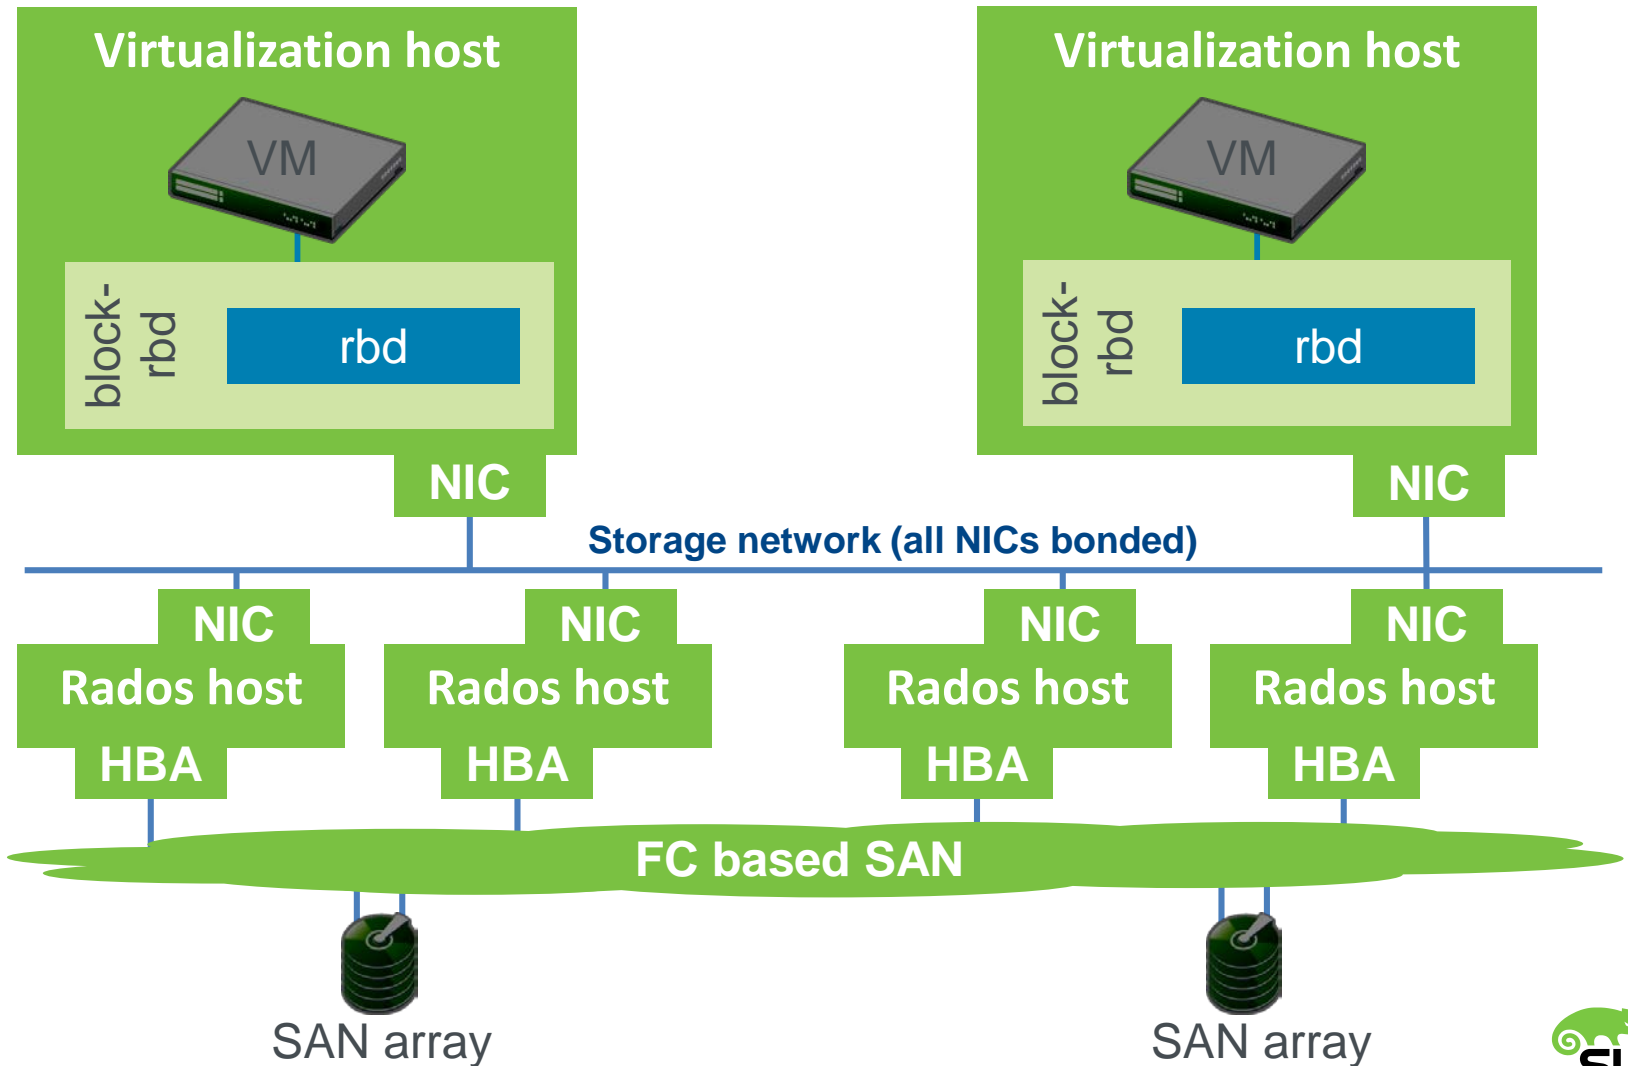 Virtualization host
Virtualization host
VM
VM
block-
rbd
rbd
block-
rbd
rbd
NIC
NIC
Storage network (all NICs bonded)
NIC
NIC
NIC
NIC
Rados host
Rados host
Rados host
Rados host
HBA
HBA
HBA
HBA
FC based SAN
SAN array
SAN array